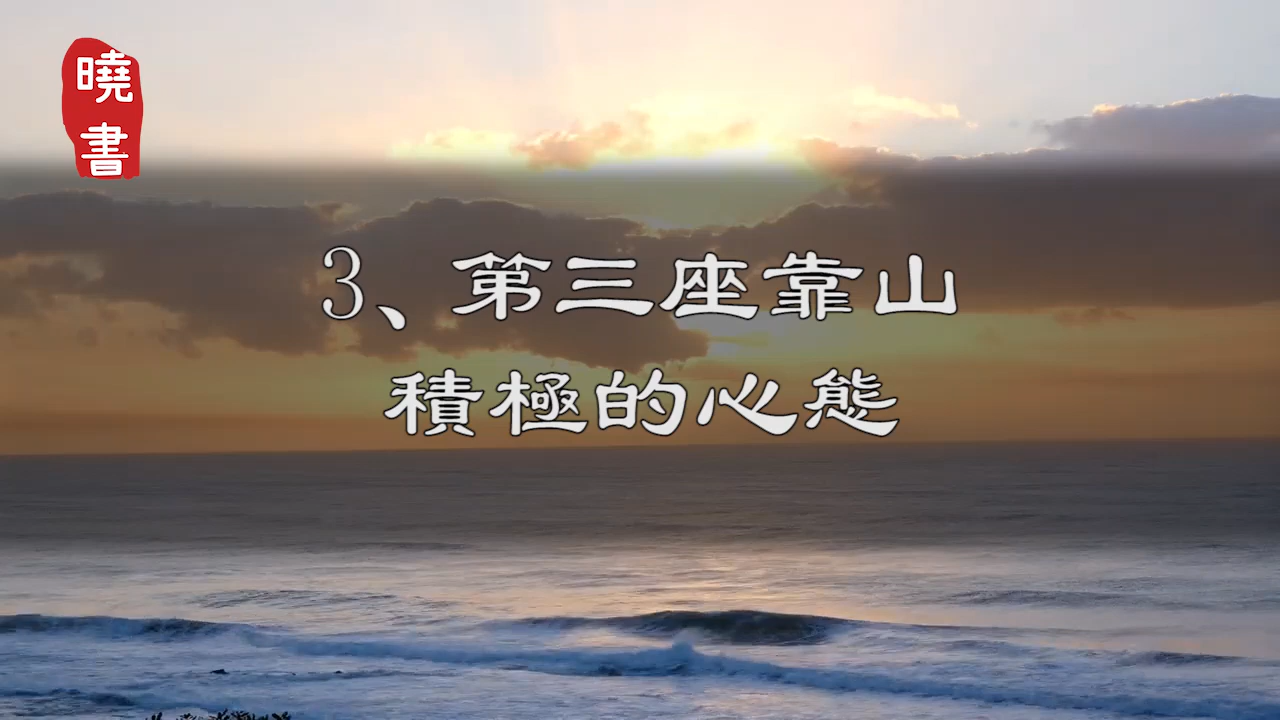 曉
書
3、第三座靠山
積極的心態